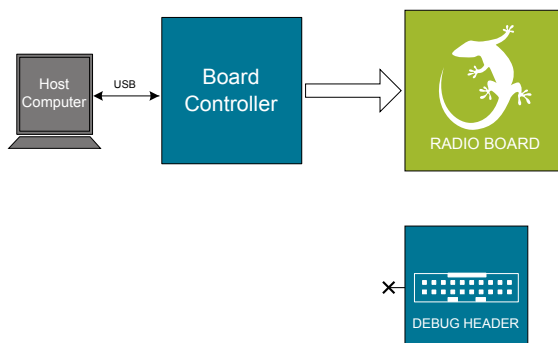 Host
Computer
USB
Board
Controller
RADIO BOARD
DEBUG HEADER